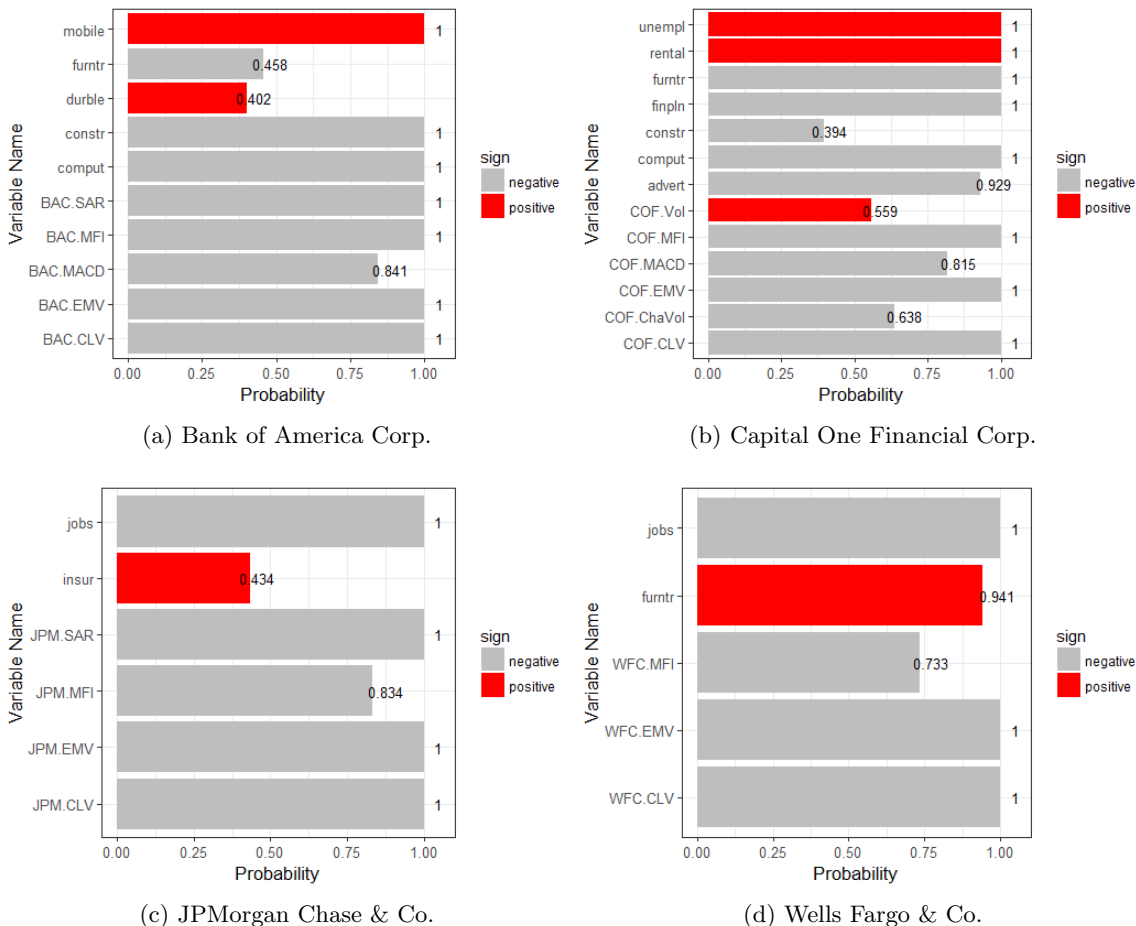 mobile
1
furntr
0.458
durble
0.402
constr
1
comput
1
BAC.SAR
1
BAC.MFI
1
BAC.MACD
0.841
BAC.EMV
1
BAC.CLV
1
Variable Name
0.00 0.25 0.50 0.75 1.00
Probability
sign
negative
positive
(a) Bank of America Corp.
unempl
1
rental
1
furntr
1
finpln
1
constr
0.394
comput
1
advert
0.929
COF.Vol
0.559
COF.MFI
1
COF.MACD
0.815
COF.EMV
1
COF.ChaVol
0.638
COF.CLV
1
Variable Name
0.00 0.25 0.50 0.75 1.00
Probability
sign
negative
positive
(b) Capital One Financial Corp.
jobs
1
insur
0.434
JPM.SAR
1
JPM.MFI
0.834
JPM.EMV
1
JPM.CLV
1
Variable Name
0.00 0.25 0.50 0.75 1.00
Probability
sign
negative
positive
(c) JPMorgan Chase & Co.
jobs
1
furntr
0.941
WFC.MFI
0.733
WFC.EMV
1
WFC.CLV
1
Variable Name
0.00 0.25 0.50 0.75 1.00
Probability
sign
negative
positive
(d) Wells Fargo & Co.